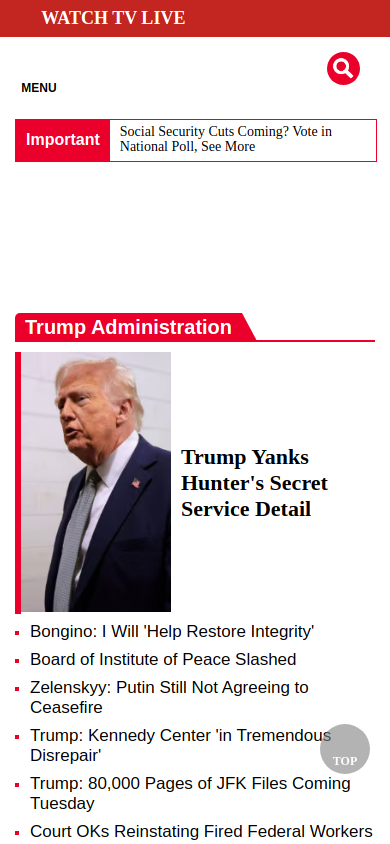 WATCH TV LIVE
MENU
Important
Social Security Cuts Coming? Vote in
National Poll, See More
Trump Administration
Trump Yanks
Hunter's Secret
Service Detail
Bongino: I Will 'Help Restore Integrity'
Board of Institute of Peace Slashed
Zelenskyy: Putin Still Not Agreeing to
Ceasefire
Trump: Kennedy Center 'in Tremendous
Disrepair'
TOP
Trump: 80,000 Pages of JFK Files Coming
Tuesday
Court OKs Reinstating Fired Federal Workers